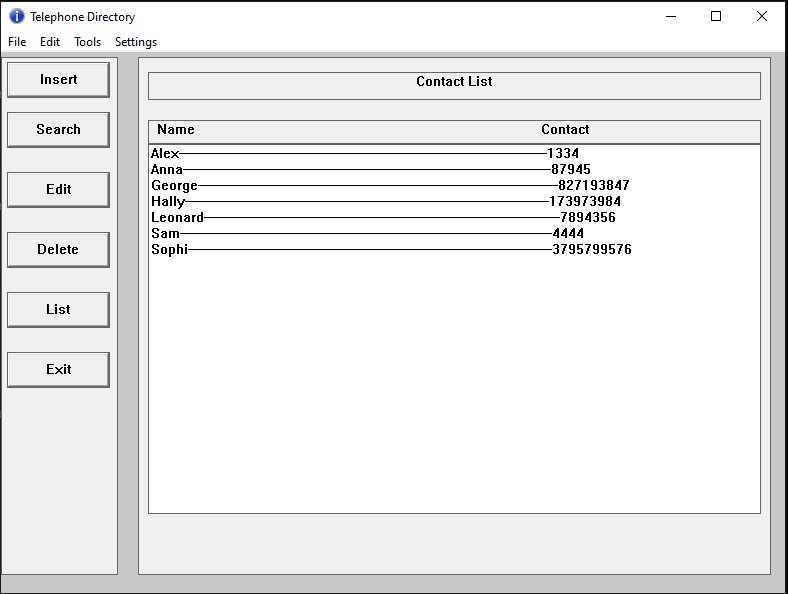 Telephone Directory
File Edit Tools Settings
Insert
Search
Edit
Delete
List
Exit
Contact List
Name Contact
Alex 1334
Anna 87945
George 827193847
Hally 173973984
Leonard 7894356
Sam 4444
Sophi 3795799576